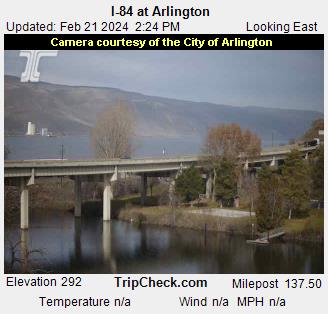 I-84 at Arlington
Updated: Feb 21 2024 2:24 PM Looking East
Camera courtesy of the City of Arlington
Elevation 292 TripCheck.com Milepost 137.50
Temperature n/a Wind n/a MPH n/a